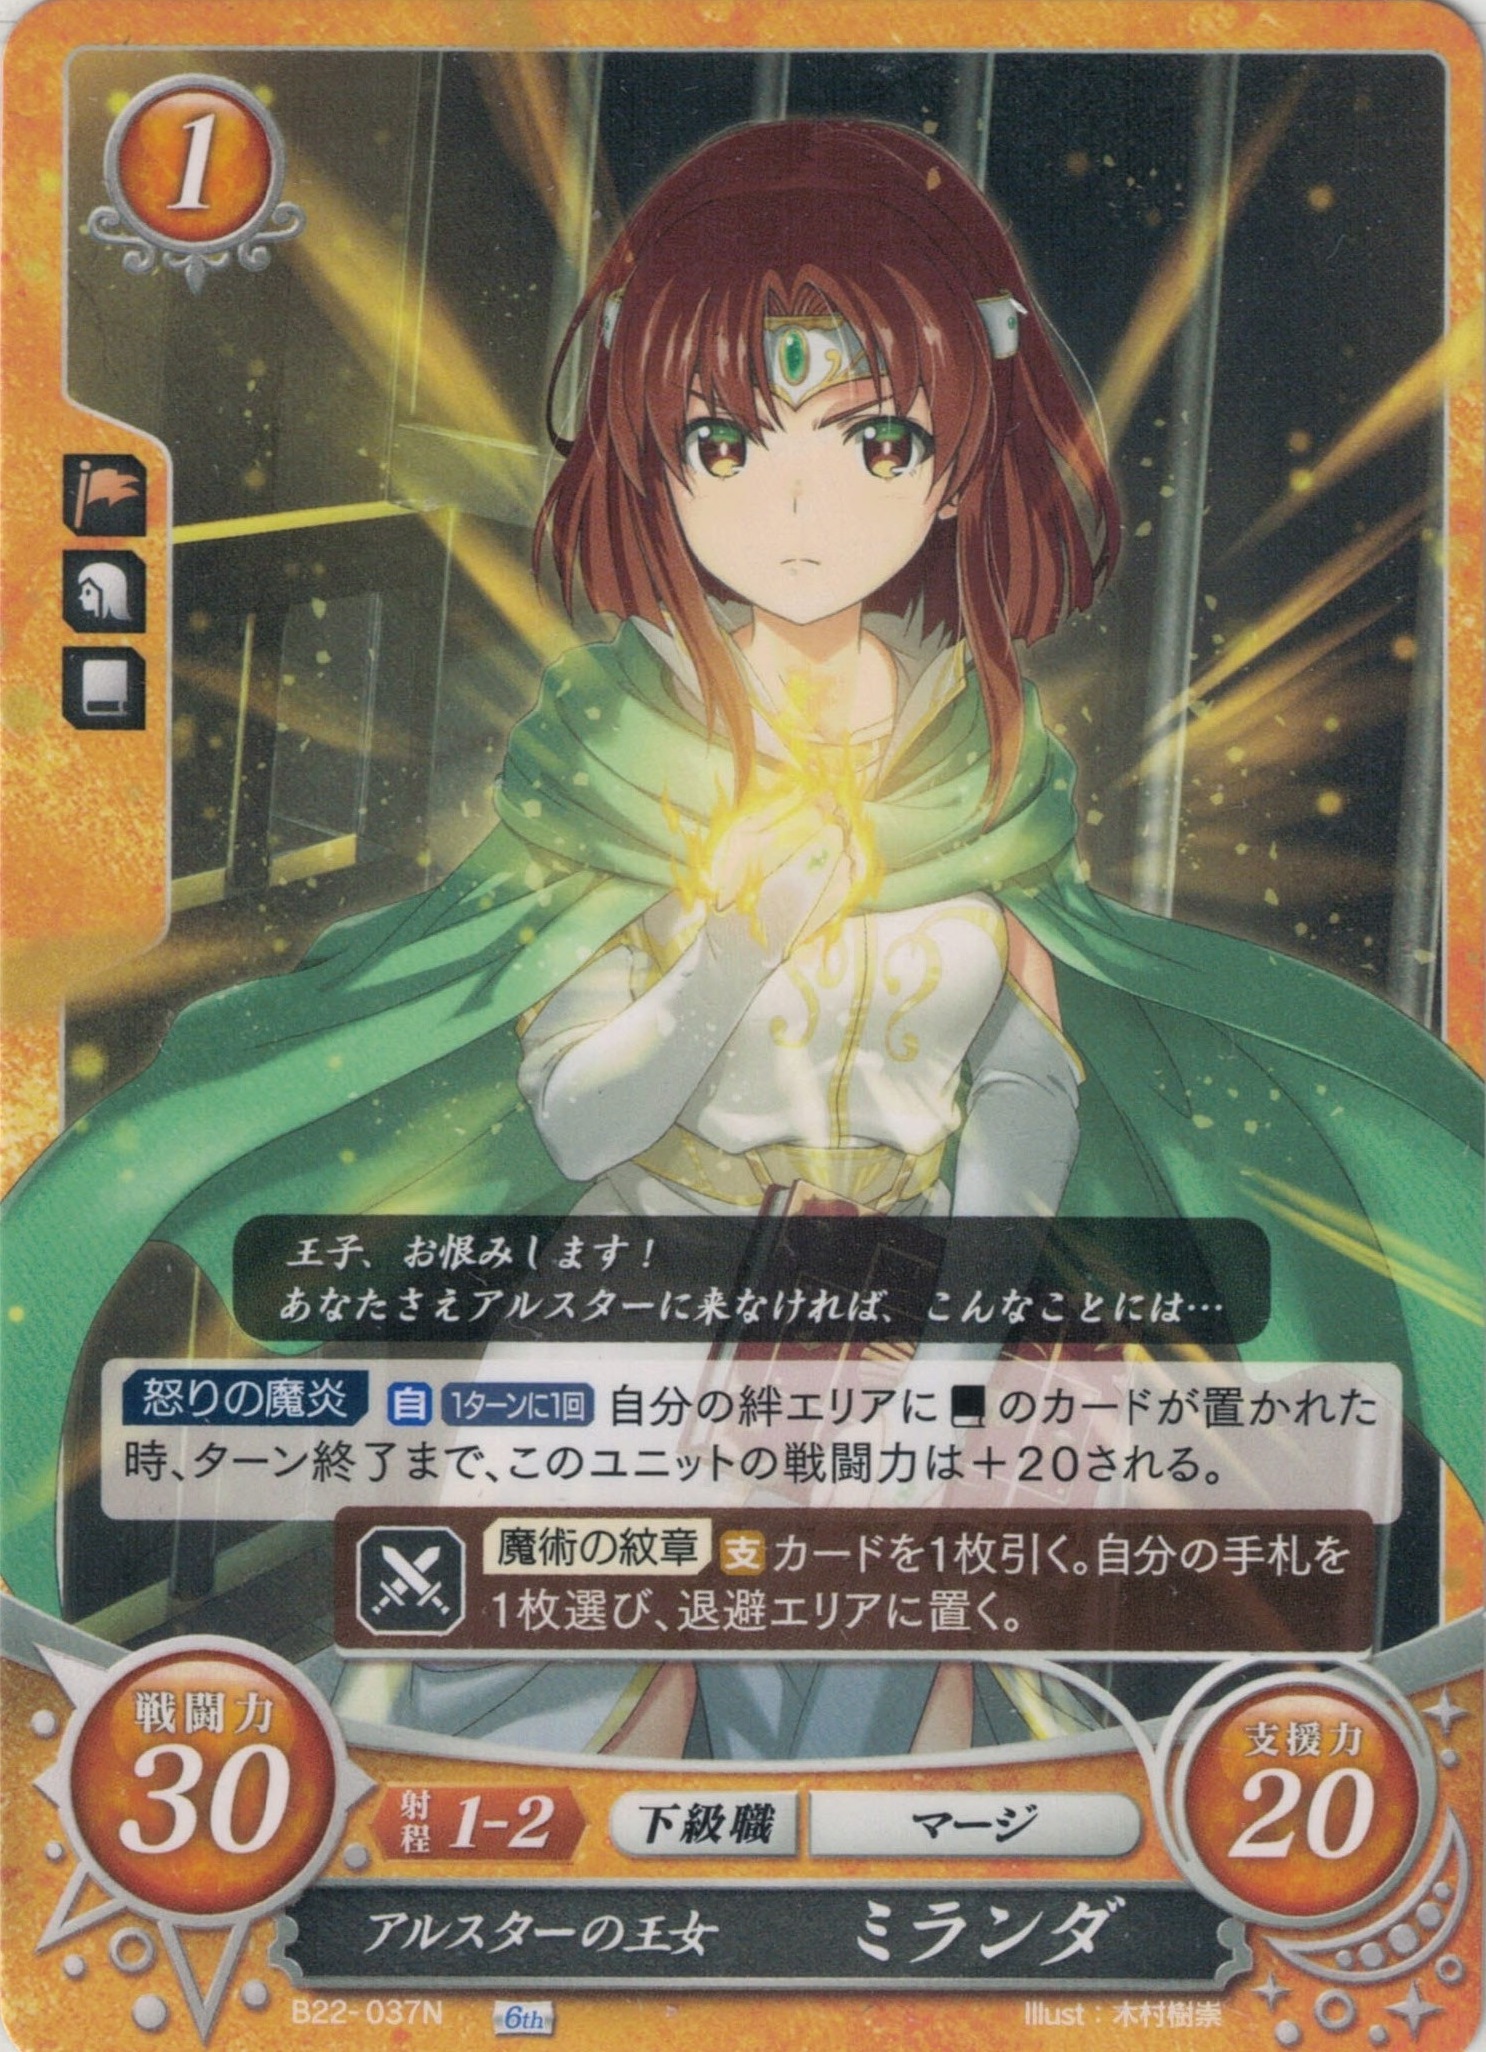 1
王子、お恨みします！
あなたさえアルスターに来なければ、こんなことには…
怒りの魔炎 自 1ターンに1回 自分の絆エリアに のカードが置かれた
時、ターン終了まで、このユニットの戦闘力は＋20される。
魔術の紋章 支 カードを1枚引く。自分の手札を
1枚選び、退避エリアに置く。
戦闘力
30
射程 1-2
下級職
マージ
支援力
20
アルスターの王女 ミランダ
B22-037N 6th Illust：木村樹崇